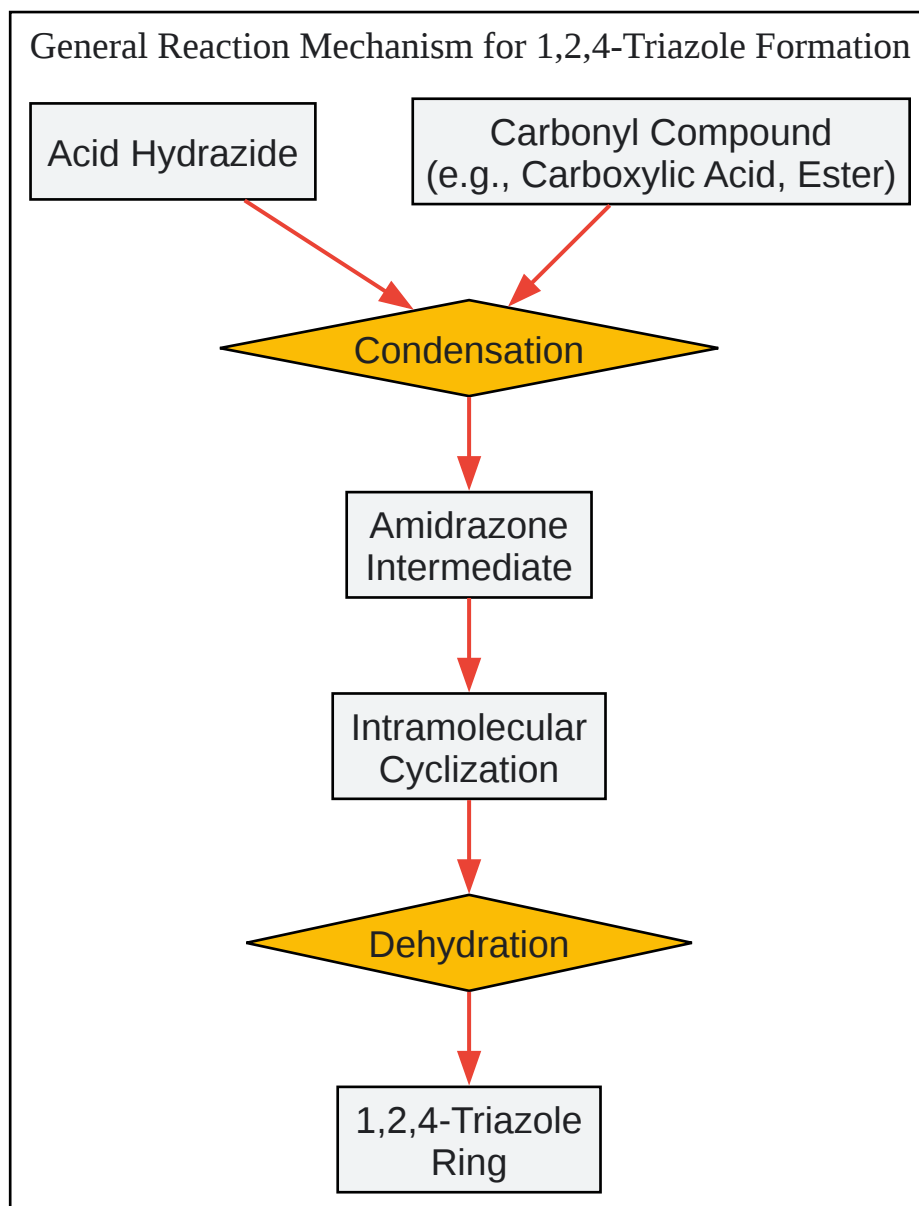 General Reaction Mechanism for 1,2,4-Triazole Formation
Acid Hydrazide
Carbonyl Compound
(e.g., Carboxylic Acid, Ester)
Condensation
Amidrazone
Intermediate
Intramolecular
Cyclization
Dehydration
1,2,4-Triazole
Ring